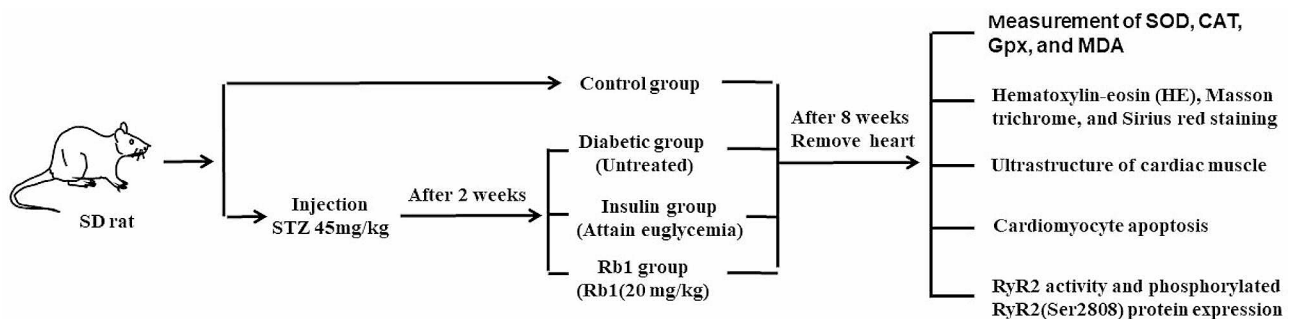 SD rat
Injection
STZ 45mg/kg
After 2 weeks
Control group
Diabetic group
(Untreated)
Insulin group
(Attain euglycemia)
Rb1 group
(Rb1(20 mg/kg)
After 8 weeks
Remove heart
Measurement of SOD, CAT,
Gpx, and MDA
Hematoxylin-eosin (HE), Masson
trichrome, and Sirius red staining
Ultrastructure of cardiac muscle
Cardiomyocyte apoptosis
RyR2 activity and phosphorylated
RyR2(Ser2808) protein expression